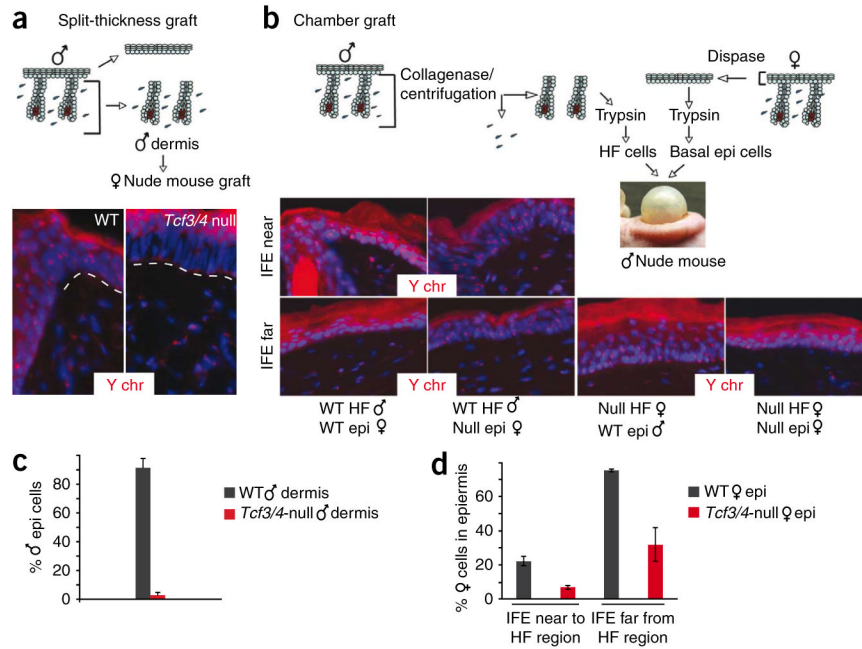 a Split-thickness graft
♂
♂ dermis
♀ Nude mouse graft
WT
Tcf3/4 null
Y chr
b Chamber graft
♂
Collagenase/
centrifugation
Dispase
♀
Trypsin
Trypsin
HF cells
Basal epi cells
♂ Nude mouse
IFE near
Y chr
IFE far
Y chr
Y chr
WT HF ♂
WT epi ♀
WT HF ♂
Null epi ♀
Null HF ♀
WT epi ♂
Null HF ♀
Null epi ♀
c
% ♂ epi cells
80
60
40
20
0
WT ♂ dermis
Tcf3/4-null ♂ dermis
d
% ♀ cells in epiermis
60
40
20
0
WT ♀ epi
Tcf3/4-null ♀ epi
IFE near to
HF region
IFE far from
HF region